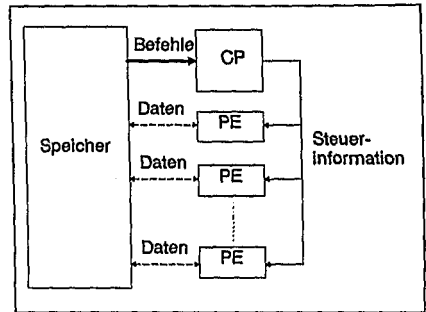 Befehle
CP
Daten
PE
Steuer-
information
Speicher
Daten
PE
Daten
PE